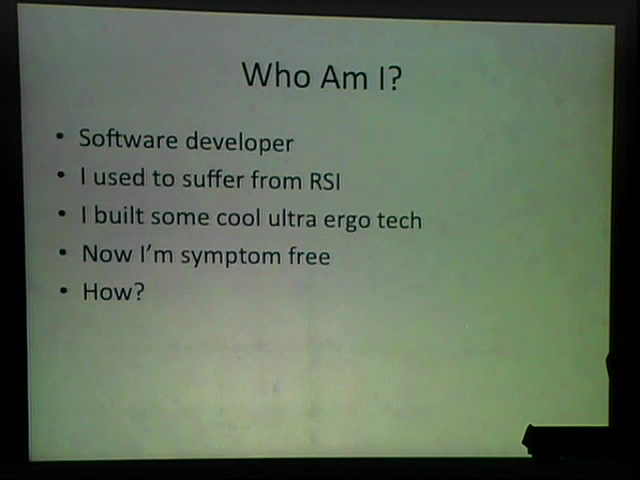 Who Am I?
• Software developer
• I used to suffer from RSI
• I built some cool ultra ergo tech
• Now I'm symptom free
• How?